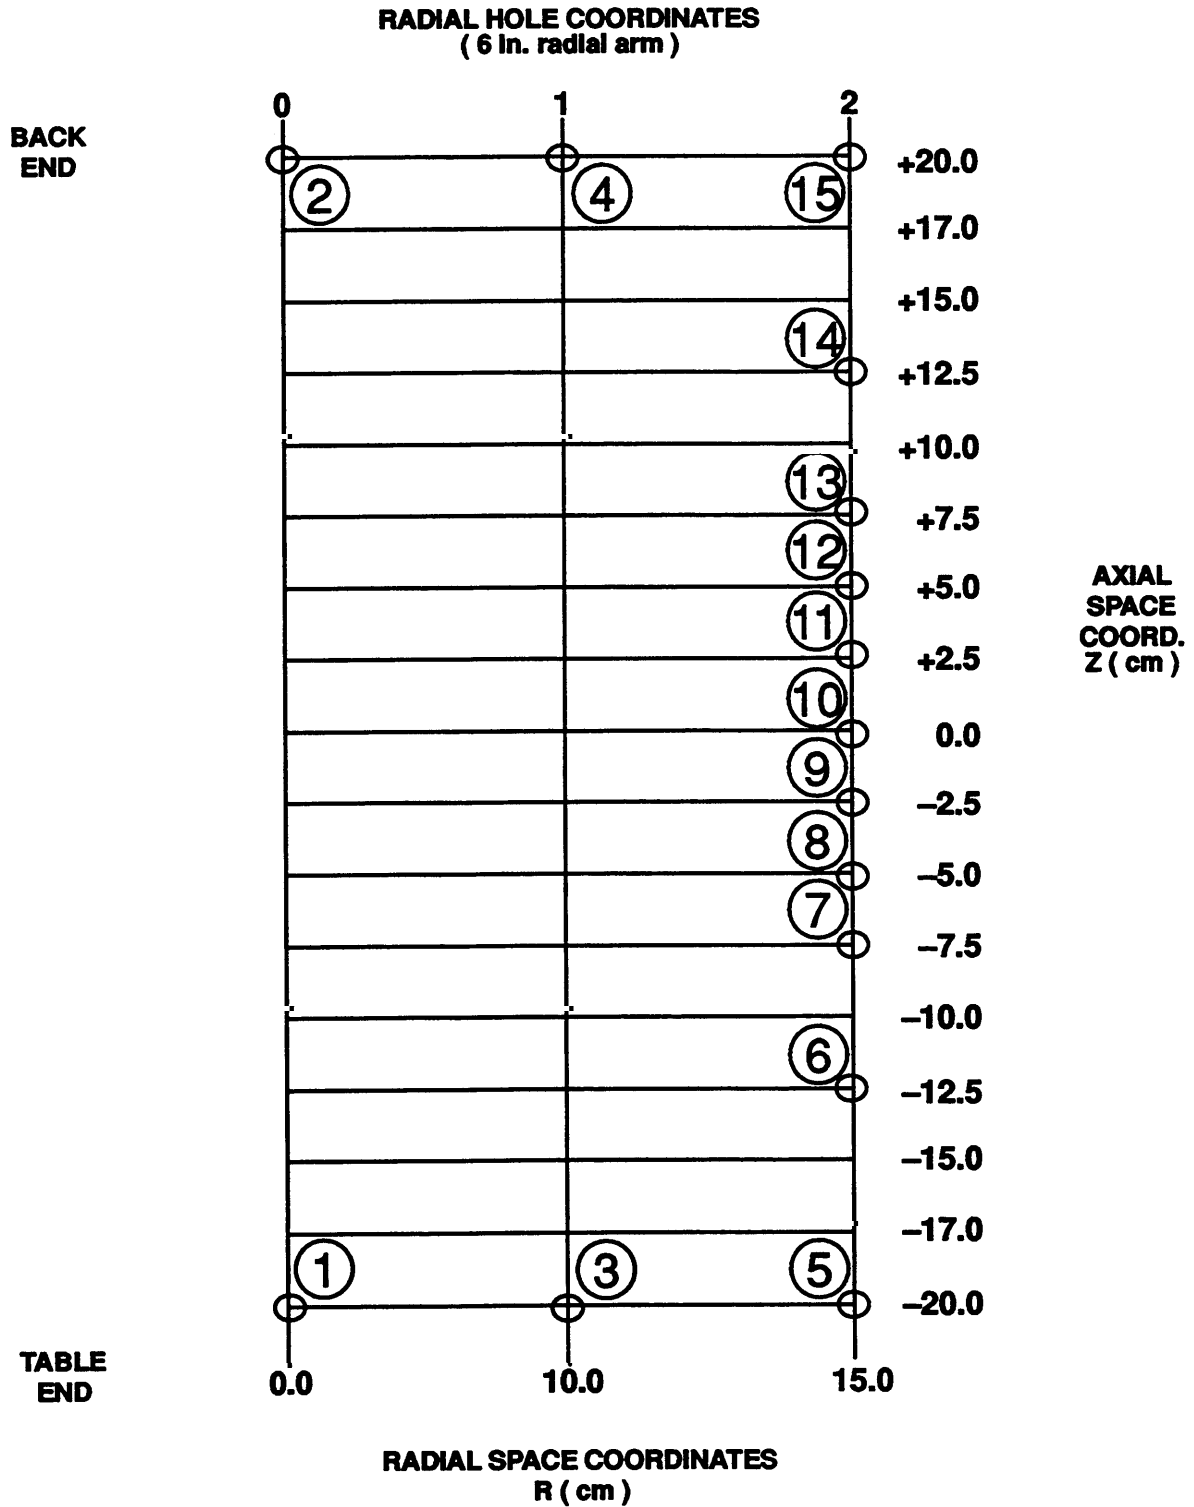 RADIAL HOLE COORDINATES
( 6 in. radial arm )
0 1 2
BACK
END
+20.0
2 4 15
+17.0
+15.0
14
+12.5
+10.0
13
+7.5
12
+5.0
11
+2.5
AXIAL
SPACE
COORD.
Z ( cm )
10
0.0
9
−2.5
8
−5.0
7
−7.5
−10.0
6
−12.5
−15.0
−17.0
1 3 5
−20.0
TABLE
END
0.0 10.0 15.0
RADIAL SPACE COORDINATES
R ( cm )